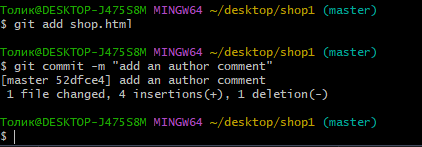 Толик@DESKTOP-J475S8M MINGW64 ~/desktop/shop1 (master)
$ git add shop.html
Толик@DESKTOP-J475S8M MINGW64 ~/desktop/shop1 (master)
$ git commit -m "add an author comment"
[master 52dfce4] add an author comment
 1 file changed, 4 insertions(+), 1 deletion(-)
Толик@DESKTOP-J475S8M MINGW64 ~/desktop/shop1 (master)
$